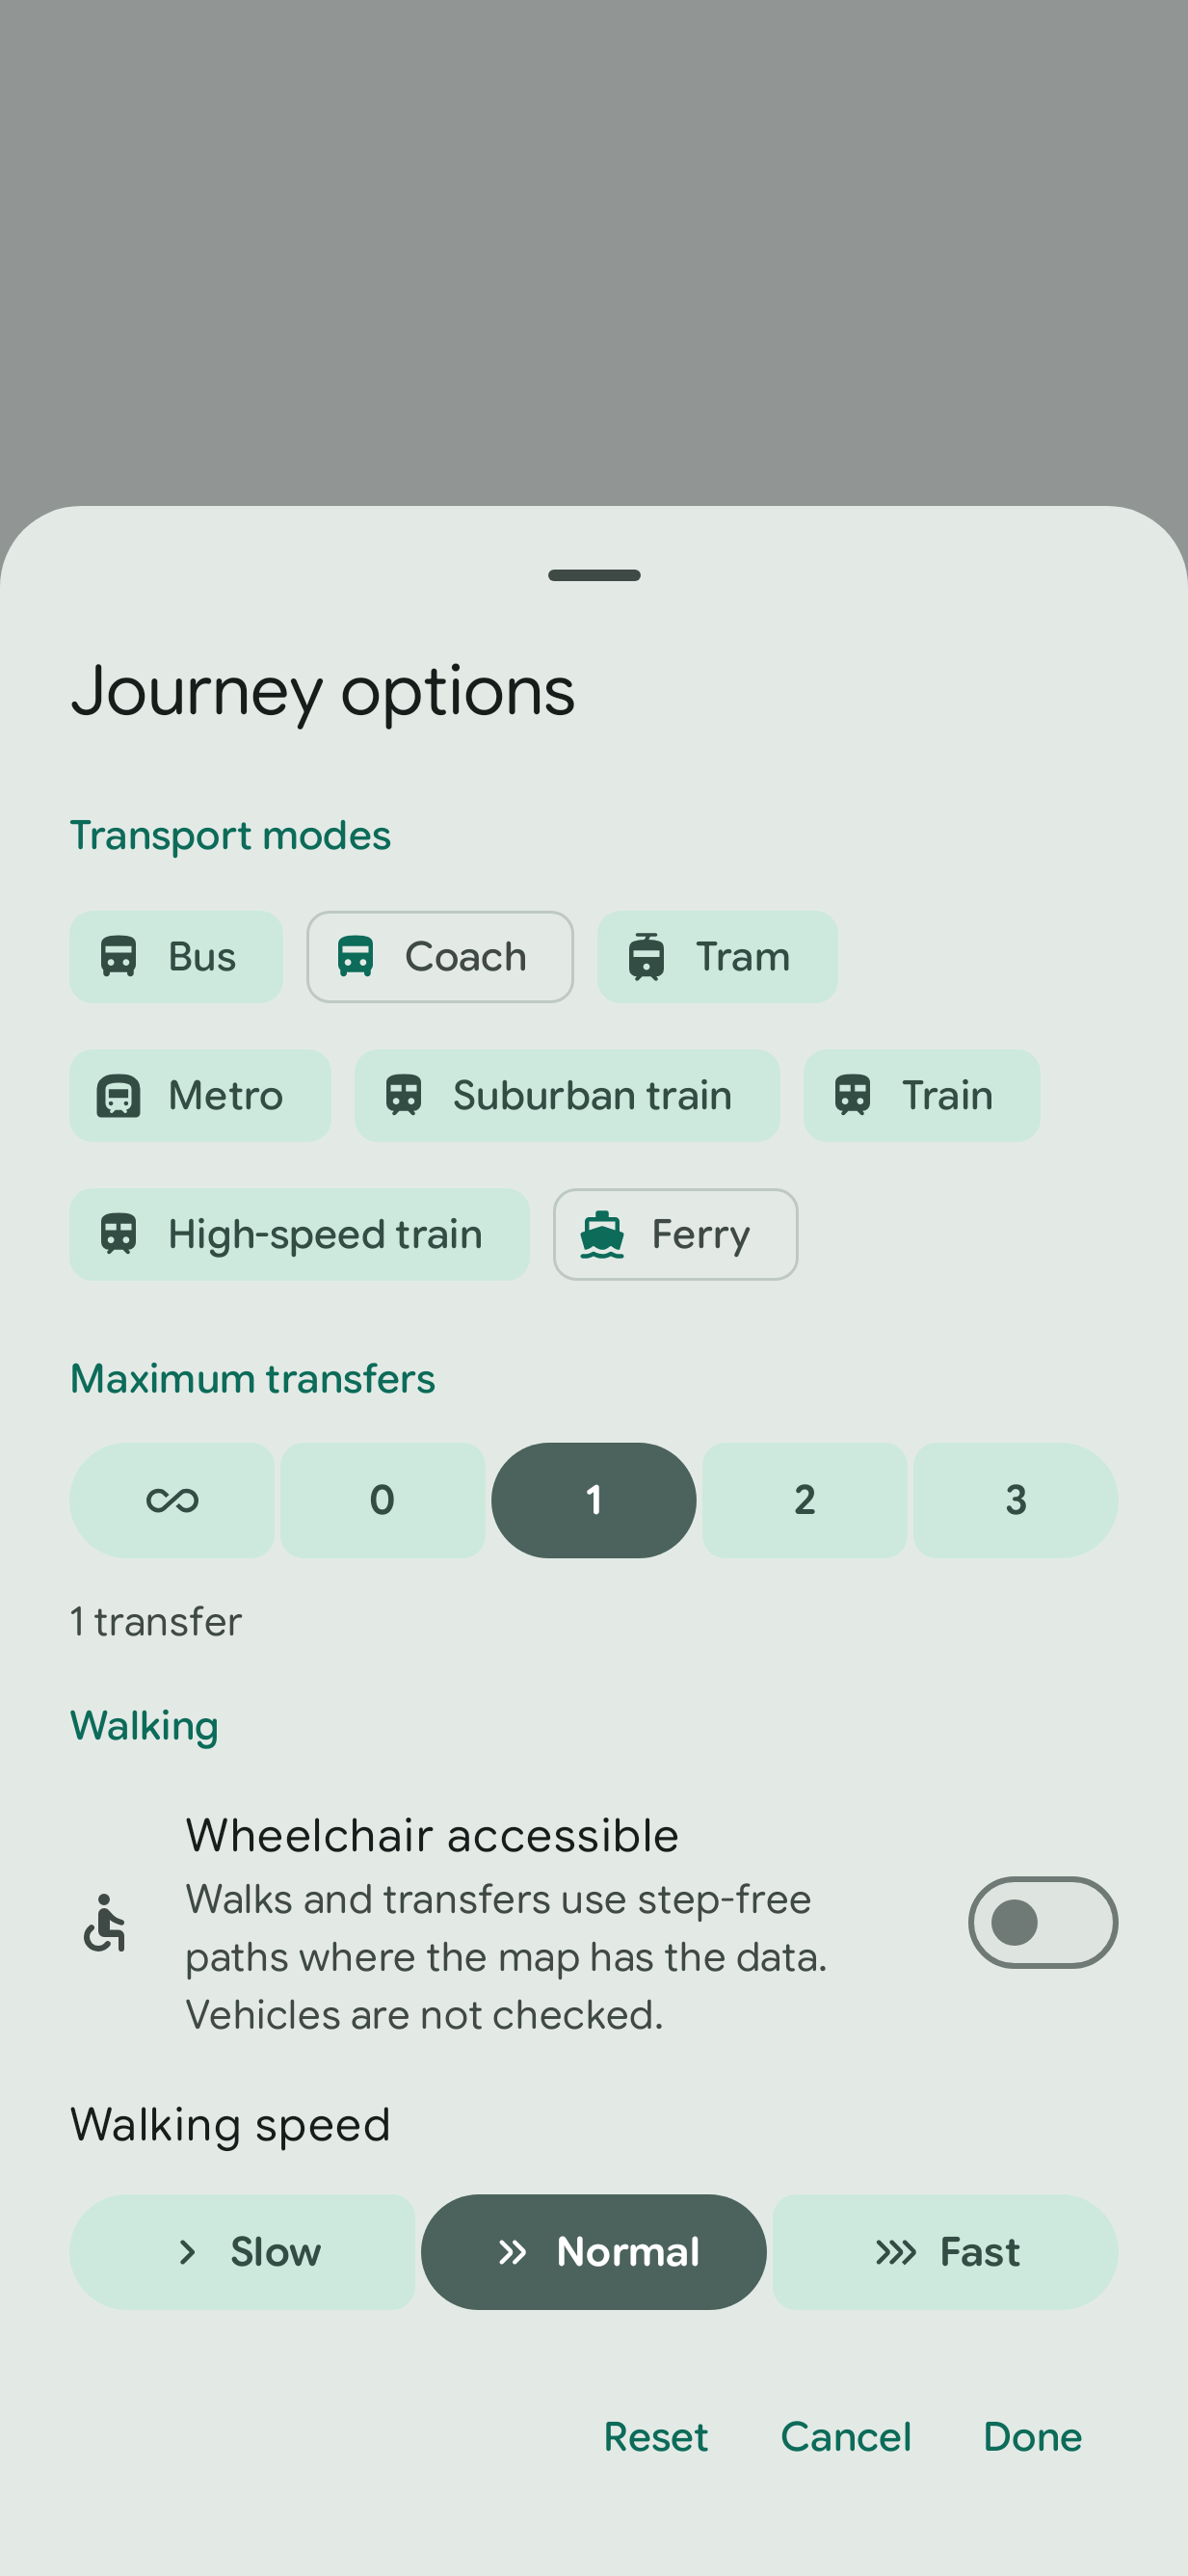 Journey options
Transport modes
Bus Coach Tram
Metro Suburban train Train
High-speed train Ferry
Maximum transfers
∞ 0 1 2 3
1 transfer
Walking
Wheelchair accessible
Walks and transfers use step-free
paths where the map has the data.
Vehicles are not checked.
Walking speed
Slow Normal Fast
Reset Cancel Done